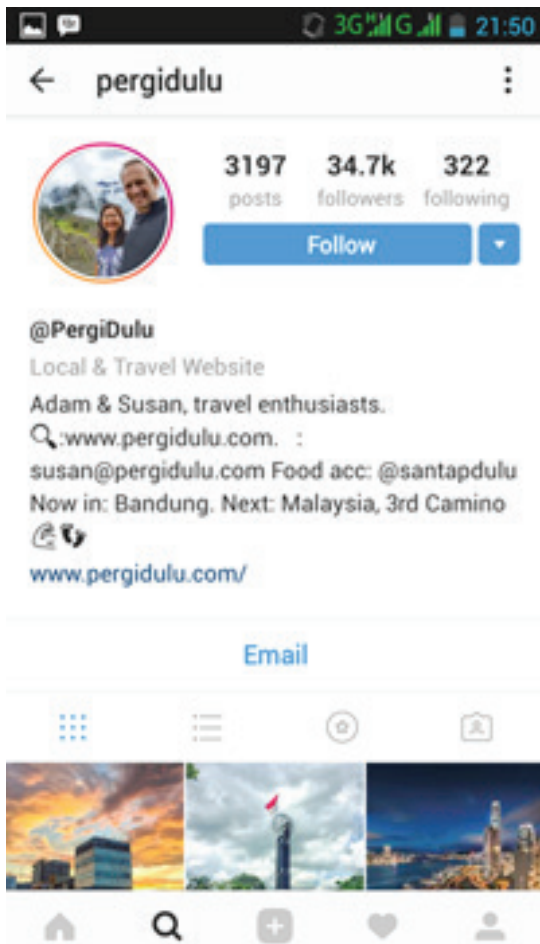 3G H G 21:50
pergidulu
3197 34.7k 322
posts followers following
Follow
@PergiDulu
Local & Travel Website
Adam & Susan, travel enthusiasts.
🔍:www.pergidulu.com. :
susan@pergidulu.com Food acc: @santapdulu
Now in: Bandung. Next: Malaysia, 3rd Camino
www.pergidulu.com/
Email